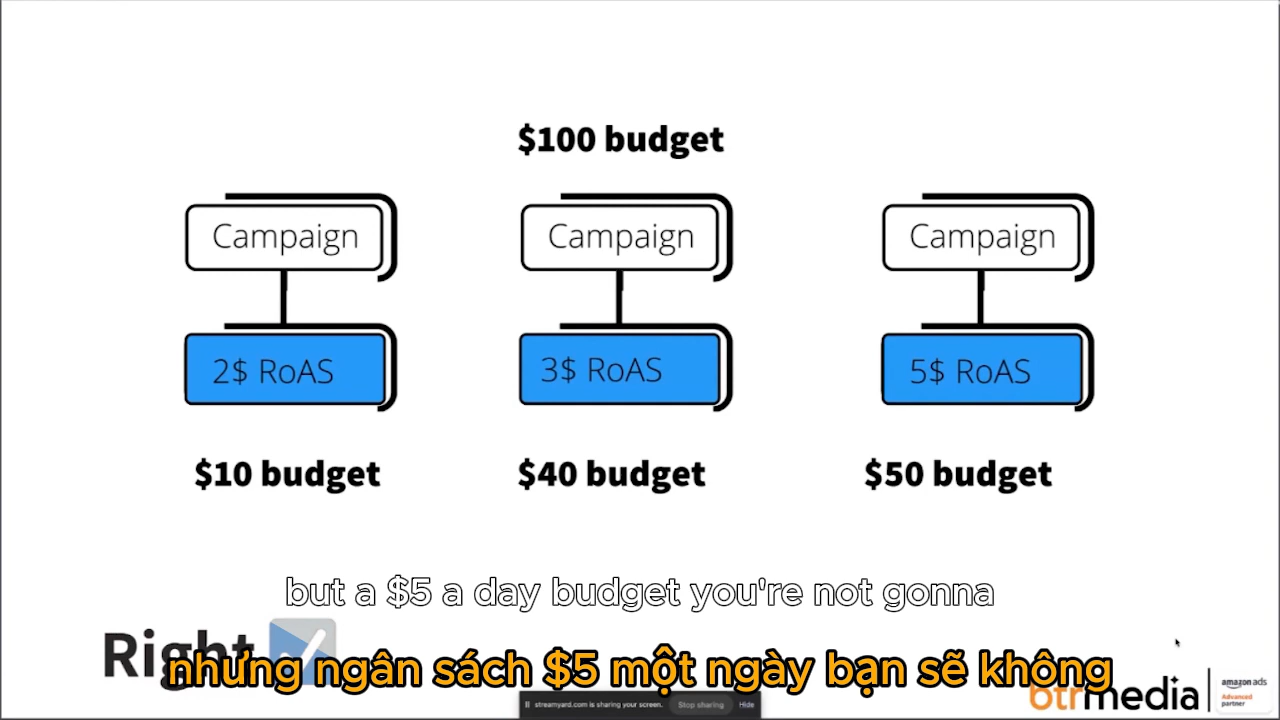 $100 budget
Campaign
Campaign
Campaign
2$ RoAS
3$ RoAS
5$ RoAS
$10 budget
$40 budget
$50 budget
but a $5 a day budget you're not gonna
Right
nhưng ngân sách $5 một ngày bạn sẽ không
btrmedia
amazon ads
Advanced
partner
streamyard.com is sharing your screen.
Stop sharing
Hide